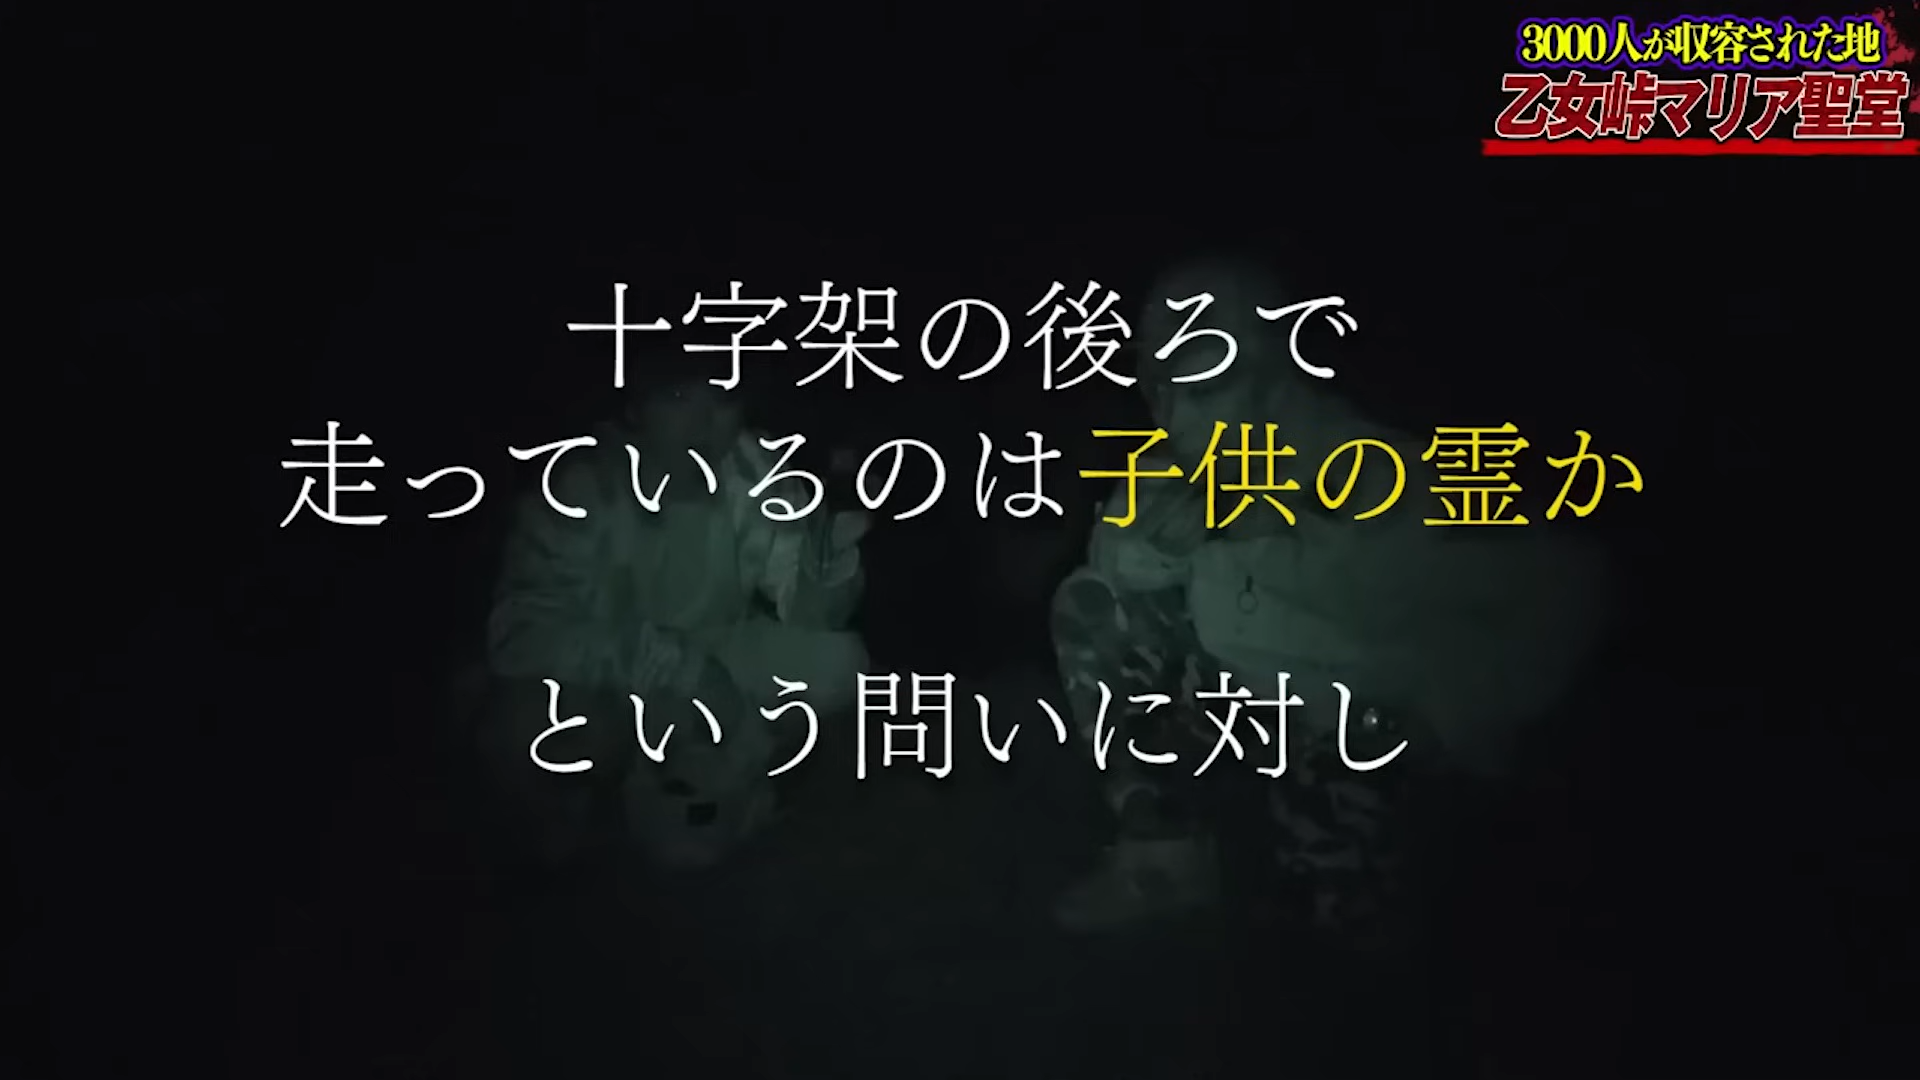 3000人が収容された地
乙女峠マリア聖堂
十字架の後ろで
走っているのは子供の霊か
という問いに対し